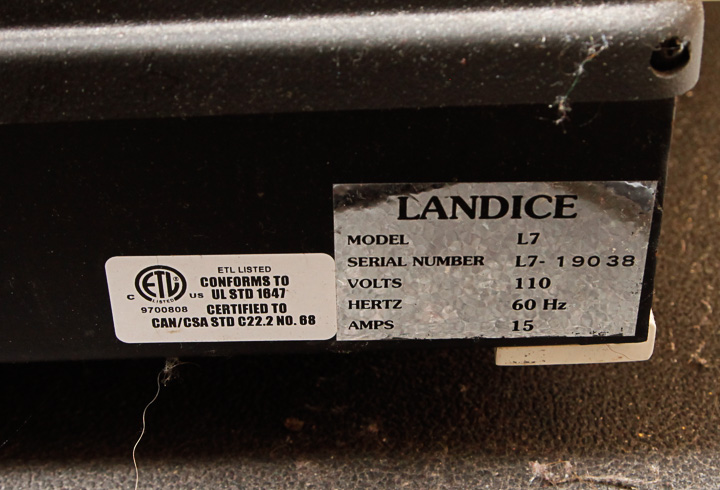 LANDICE
MODEL L7
SERIAL NUMBER L7-19038
VOLTS 110
HERTZ 60 Hz
AMPS 15
ETL LISTED
CONFORMS TO
UL STD 1647
CERTIFIED TO
CAN/CSA STD C22.2 NO. 68
ETL
LISTED
C US
9700808